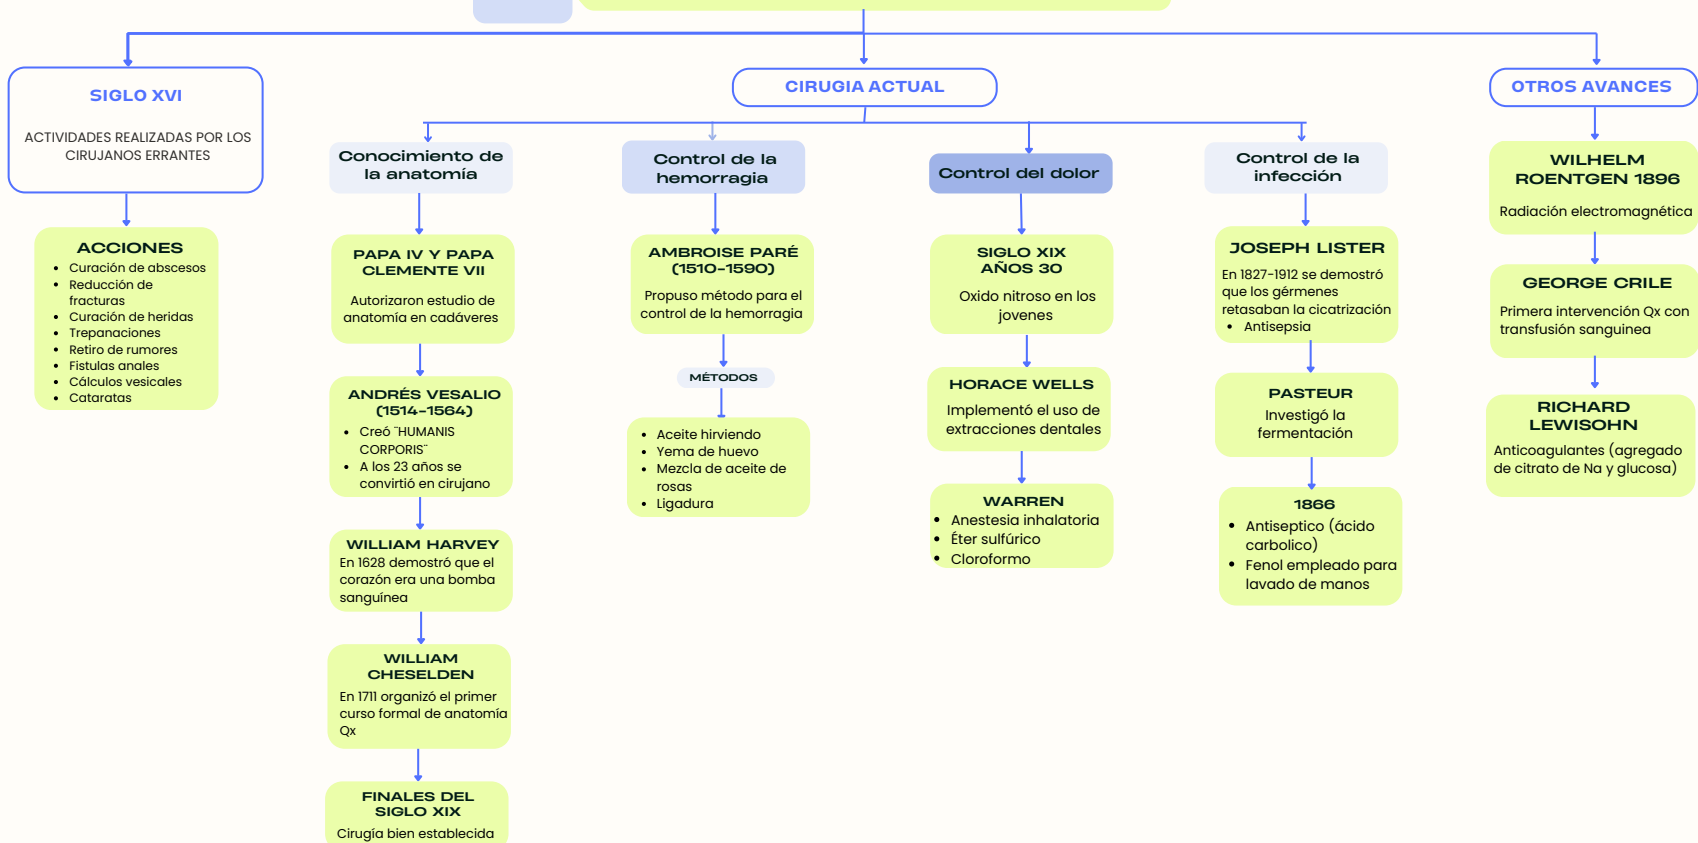 SIGLO XVI
ACTIVIDADES REALIZADAS POR LOS
CIRUJANOS ERRANTES
ACCIONES
• Curación de abscesos
• Reducción de
fracturas
• Curación de heridas
• Trepanaciones
• Retiro de rumores
• Fistulas anales
• Cálculos vesicales
• Cataratas
CIRUGIA ACTUAL
Conocimiento de
la anatomía
PAPA IV Y PAPA
CLEMENTE VII
Autorizaron estudio de
anatomía en cadáveres
ANDRÉS VESALIO
(1514-1564)
• Creó ¨HUMANIS
CORPORIS¨
• A los 23 años se
convirtió en cirujano
WILLIAM HARVEY
En 1628 demostró que el
corazón era una bomba
sanguínea
WILLIAM
CHESELDEN
En 1711 organizó el primer
curso formal de anatomía
Qx
FINALES DEL
SIGLO XIX
Cirugía bien establecida
Control de la
hemorragia
AMBROISE PARÉ
(1510-1590)
Propuso método para el
control de la hemorragia
MÉTODOS
• Aceite hirviendo
• Yema de huevo
• Mezcla de aceite de
rosas
• Ligadura
Control del dolor
SIGLO XIX
AÑOS 30
Oxido nitroso en los
jovenes
HORACE WELLS
Implementó el uso de
extracciones dentales
WARREN
• Anestesia inhalatoria
• Éter sulfúrico
• Cloroformo
Control de la
infección
JOSEPH LISTER
En 1827-1912 se demostró
que los gérmenes
retasaban la cicatrización
• Antisepsia
PASTEUR
Investigó la
fermentación
1866
• Antiseptico (ácido
carbolico)
• Fenol empleado para
lavado de manos
OTROS AVANCES
WILHELM
ROENTGEN 1896
Radiación electromagnética
GEORGE CRILE
Primera intervención Qx con
transfusión sanguinea
RICHARD
LEWISOHN
Anticoagulantes (agregado
de citrato de Na y glucosa)